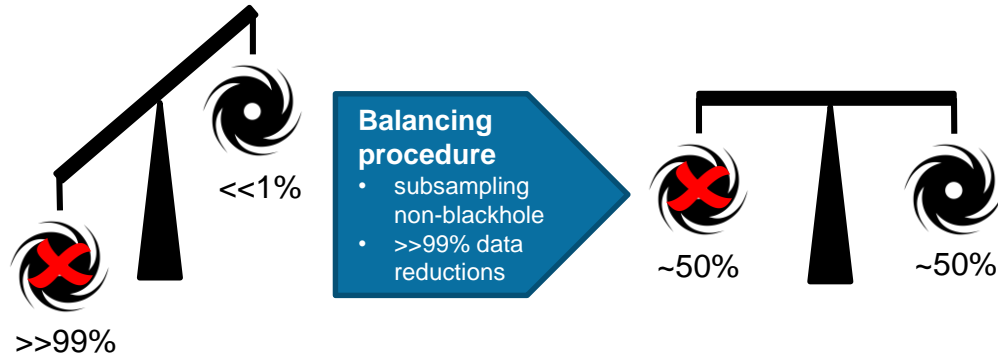 <<1%
>>99%
Balancing
procedure
• subsampling
non-blackhole
• >>99% data
reductions
~50%
~50%